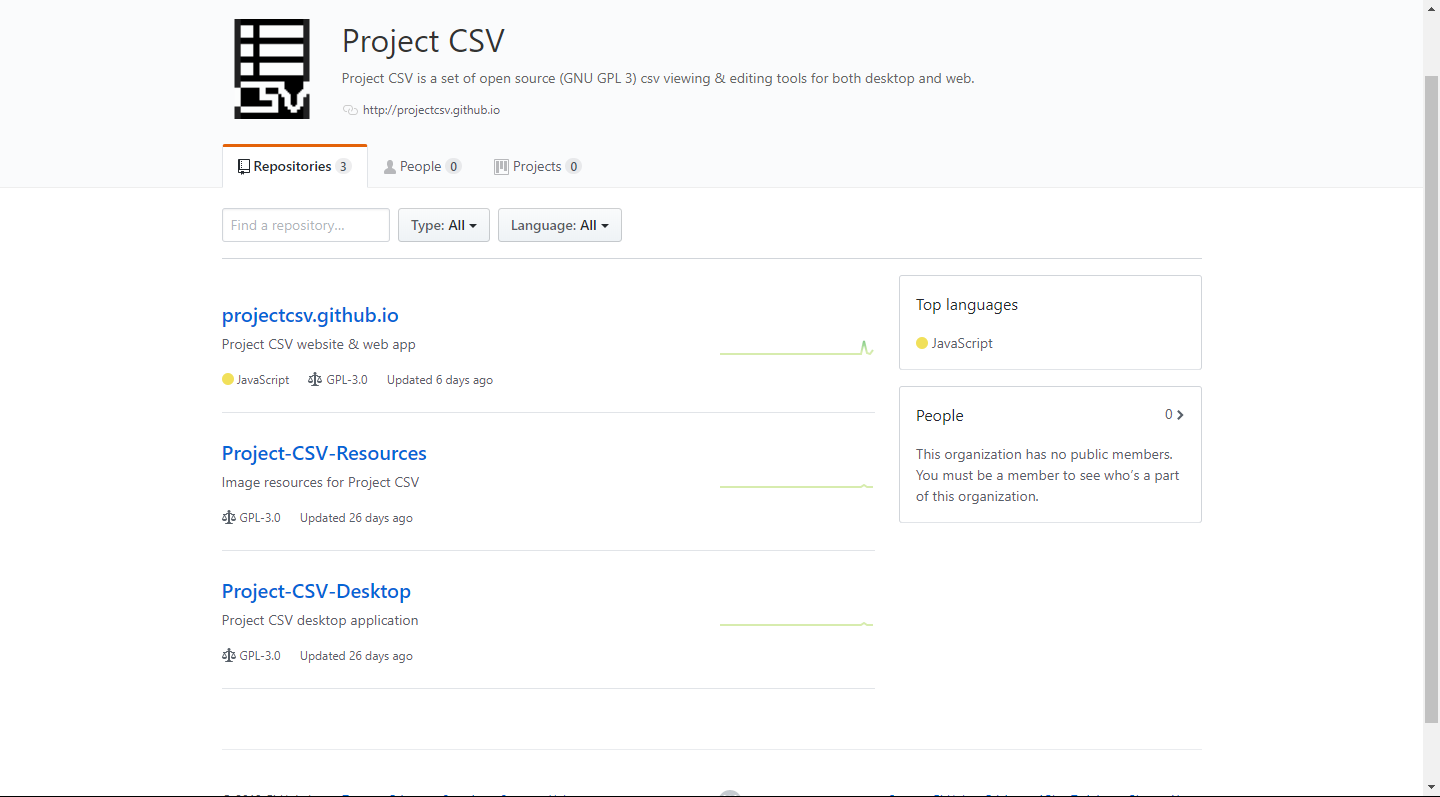 SV
Project CSV
Project CSV is a set of open source (GNU GPL 3) csv viewing & editing tools for both desktop and web.
http://projectcsv.github.io
Repositories 3 People 0 Projects 0
Find a repository… Type: All Language: All
projectcsv.github.io
Project CSV website & web app
JavaScript GPL-3.0 Updated 6 days ago
Project-CSV-Resources
Image resources for Project CSV
GPL-3.0 Updated 26 days ago
Project-CSV-Desktop
Project CSV desktop application
GPL-3.0 Updated 26 days ago
Top languages
JavaScript
People 0
This organization has no public members.
You must be a member to see who’s a part
of this organization.